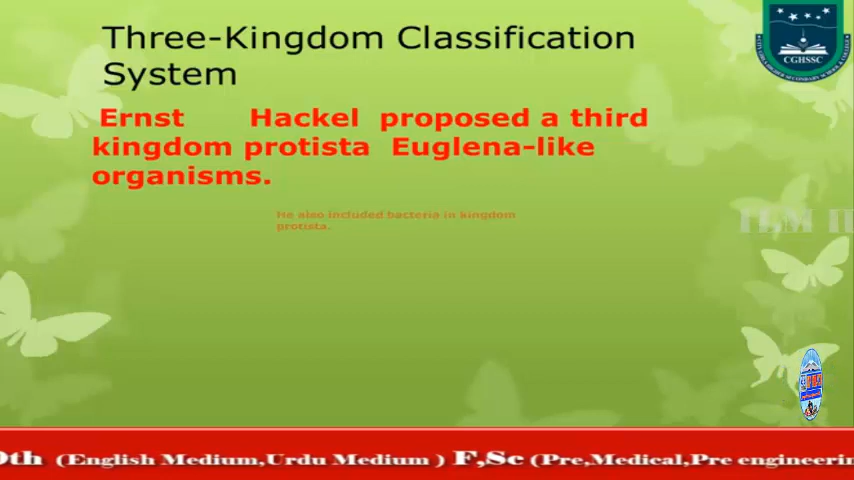 Three-Kingdom Classification
System
Ernst Hackel proposed a third
kingdom protista Euglena-like
organisms.
He also included bacteria in kingdom
protista.
CGHSSC
(English Medium,Urdu Medium ) F,Sc (Pre,Medical,Pre engineerin